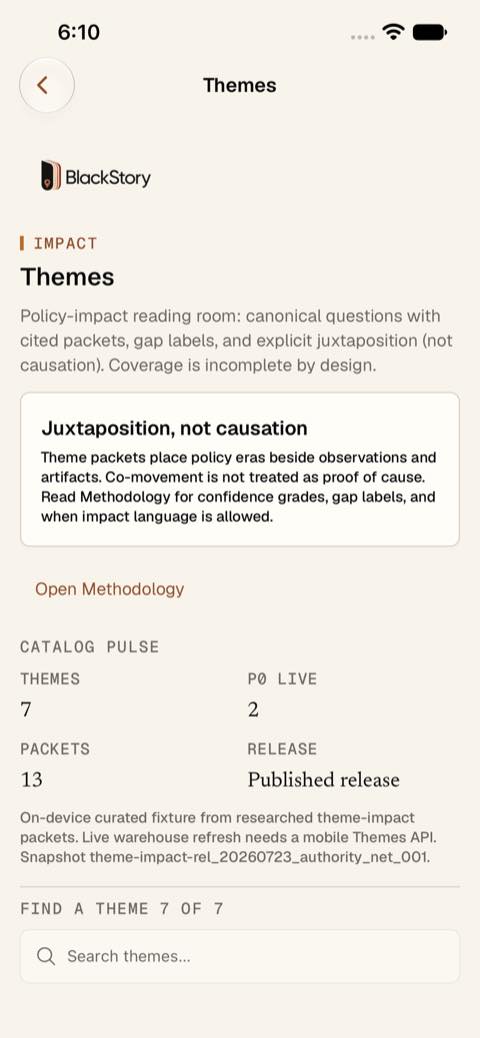 6:10
Themes
BlackStory
IMPACT
Themes
Policy-impact reading room: canonical questions with
cited packets, gap labels, and explicit juxtaposition (not
causation). Coverage is incomplete by design.
Juxtaposition, not causation
Theme packets place policy eras beside observations and
artifacts. Co-movement is not treated as proof of cause.
Read Methodology for confidence grades, gap labels, and
when impact language is allowed.
Open Methodology
CATALOG PULSE
THEMES P0 LIVE
7 2
PACKETS RELEASE
13 Published release
On-device curated fixture from researched theme-impact
packets. Live warehouse refresh needs a mobile Themes API.
Snapshot theme-impact-rel_20260723_authority_net_001.
FIND A THEME 7 OF 7
Search themes...